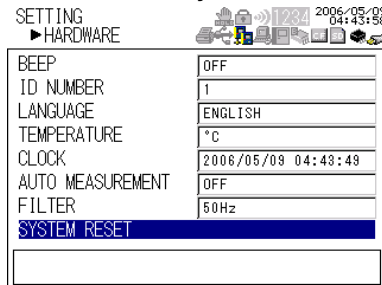 SETTING 1234 2006/05/09
▶HARDWARE 04:43:58
BEEP OFF
ID NUMBER 1
LANGUAGE ENGLISH
TEMPERATURE °C
CLOCK 2006/05/09 04:43:49
AUTO MEASUREMENT OFF
FILTER 50Hz
SYSTEM RESET